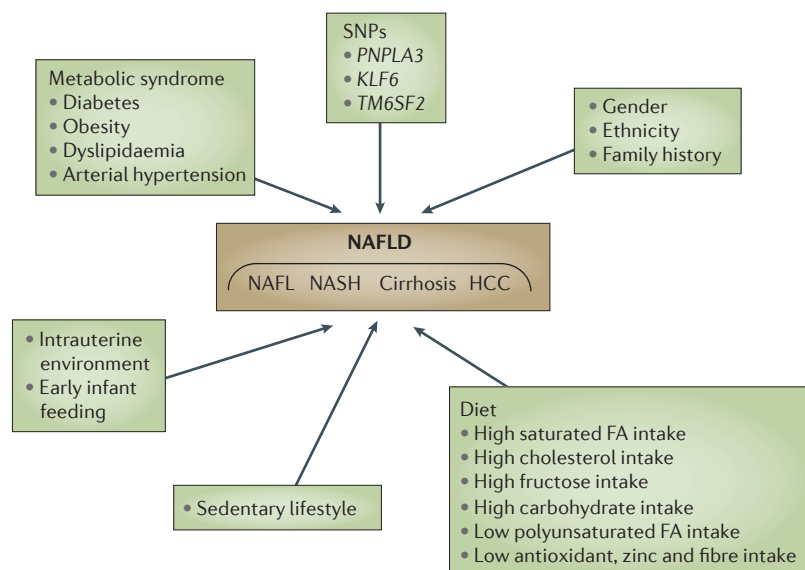 SNPs
• PNPLA3
• KLF6
• TM6SF2
Metabolic syndrome
• Diabetes
• Obesity
• Dyslipidaemia
• Arterial hypertension
• Gender
• Ethnicity
• Family history
NAFLD
NAFL NASH Cirrhosis HCC
• Intrauterine
environment
• Early infant
feeding
• Sedentary lifestyle
Diet
• High saturated FA intake
• High cholesterol intake
• High fructose intake
• High carbohydrate intake
• Low polyunsaturated FA intake
• Low antioxidant, zinc and fibre intake